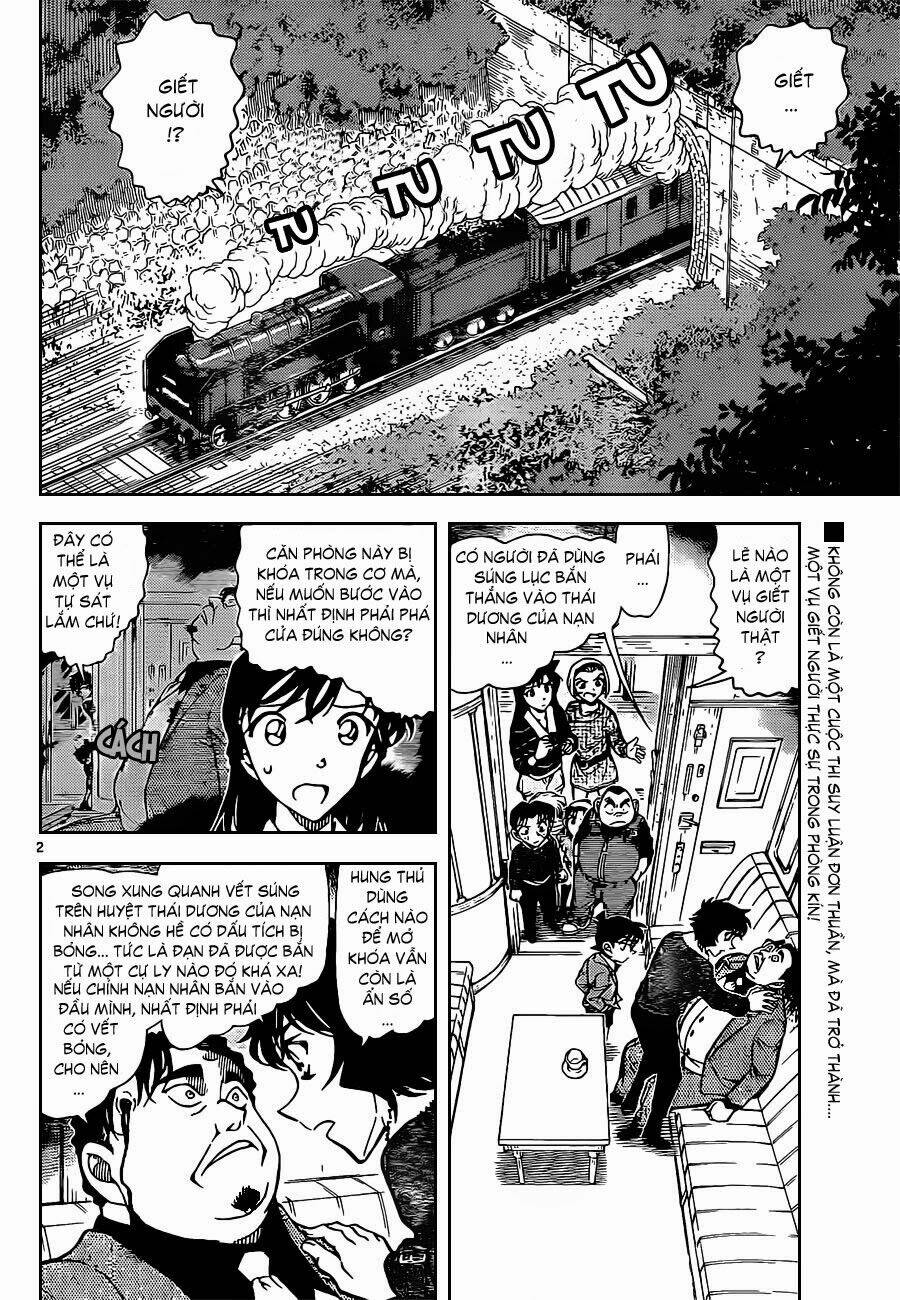 GIẾT
...
GIẾT
NGƯỜI
!?
TU
TU
TU
TU
TU
KHÔNG CÒN LÀ MỘT CUỘC THI SUY LUẬN ĐƠN THUẦN, MÀ ĐÃ TRỞ THÀNH....
MỘT VỤ GIẾT NGƯỜI THỰC SỰ TRONG PHÒNG KÍN!
LẼ NÀO
LÀ MỘT VỤ
GIẾT
NGƯỜI
THẬT
?
PHẢI
...
CÓ NGƯỜI ĐÃ DÙNG
SÚNG LỤC BẮN
THẲNG VÀO THÁI
DƯƠNG CỦA NẠN
NHÂN
...
CĂN PHÒNG NÀY BỊ
KHÓA TRONG CƠ MÀ,
NẾU MUỐN BƯỚC VÀO
THÌ NHẤT ĐỊNH PHẢI PHÁ
CỬA ĐÚNG KHÔNG?
ĐÂY CÓ
THỂ LÀ
MỘT VỤ
TỰ SÁT
LẮM CHỨ!
CÁCH
2
HUNG THỦ
DÙNG
CÁCH NÀO
ĐỂ MỞ
KHÓA VẪN
CÒN LÀ
ẨN SỐ
...
SONG XUNG QUANH VẾT SÚNG
TRÊN HUYỆT THÁI DƯƠNG CỦA NẠN
NHÂN KHÔNG HỀ CÓ DẤU TÍCH BỊ
BỎNG... TỨC LÀ ĐẠN ĐÃ ĐƯỢC BẮN
TỪ MỘT CỰ LY NÀO ĐÓ KHÁ XA!
NẾU CHÍNH NẠN NHÂN BẮN VÀO
ĐẦU MÌNH, NHẤT ĐỊNH PHẢI
CÓ VẾT
BỎNG,
CHO NÊN
...